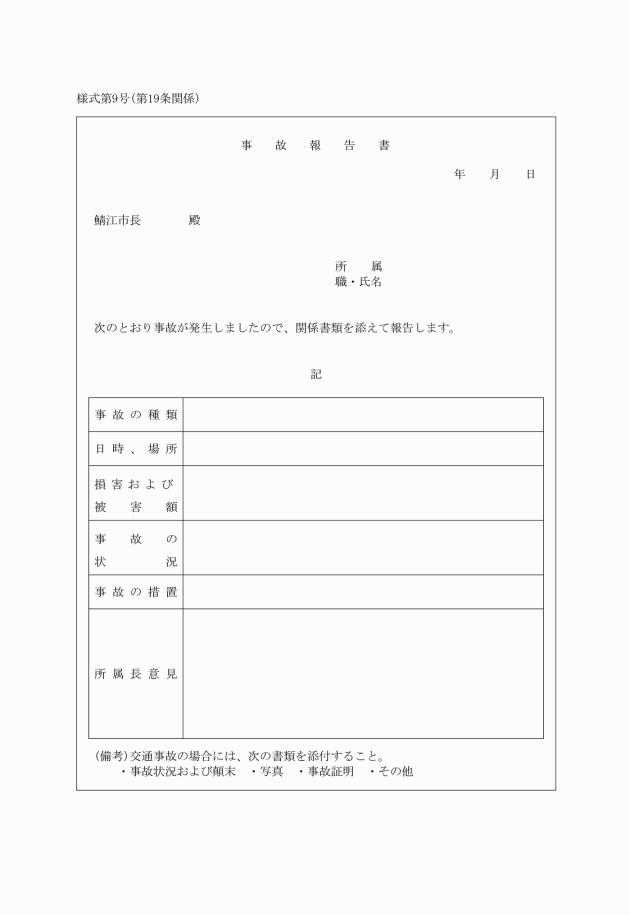 様式第9号(第19条関係)
事　故　報　告　書
年　月　日
鯖江市長　　　　殿
所　　属
職・氏名
次のとおり事故が発生しましたので、関係書類を添えて報告します。
記
事故の種類
日時、場所
損害および
被　害　額
事　故　の
状　　　況
事故の措置
所属長意見
(備考)交通事故の場合には、次の書類を添付すること。
・事故状況および顛末　・写真　・事故証明　・その他